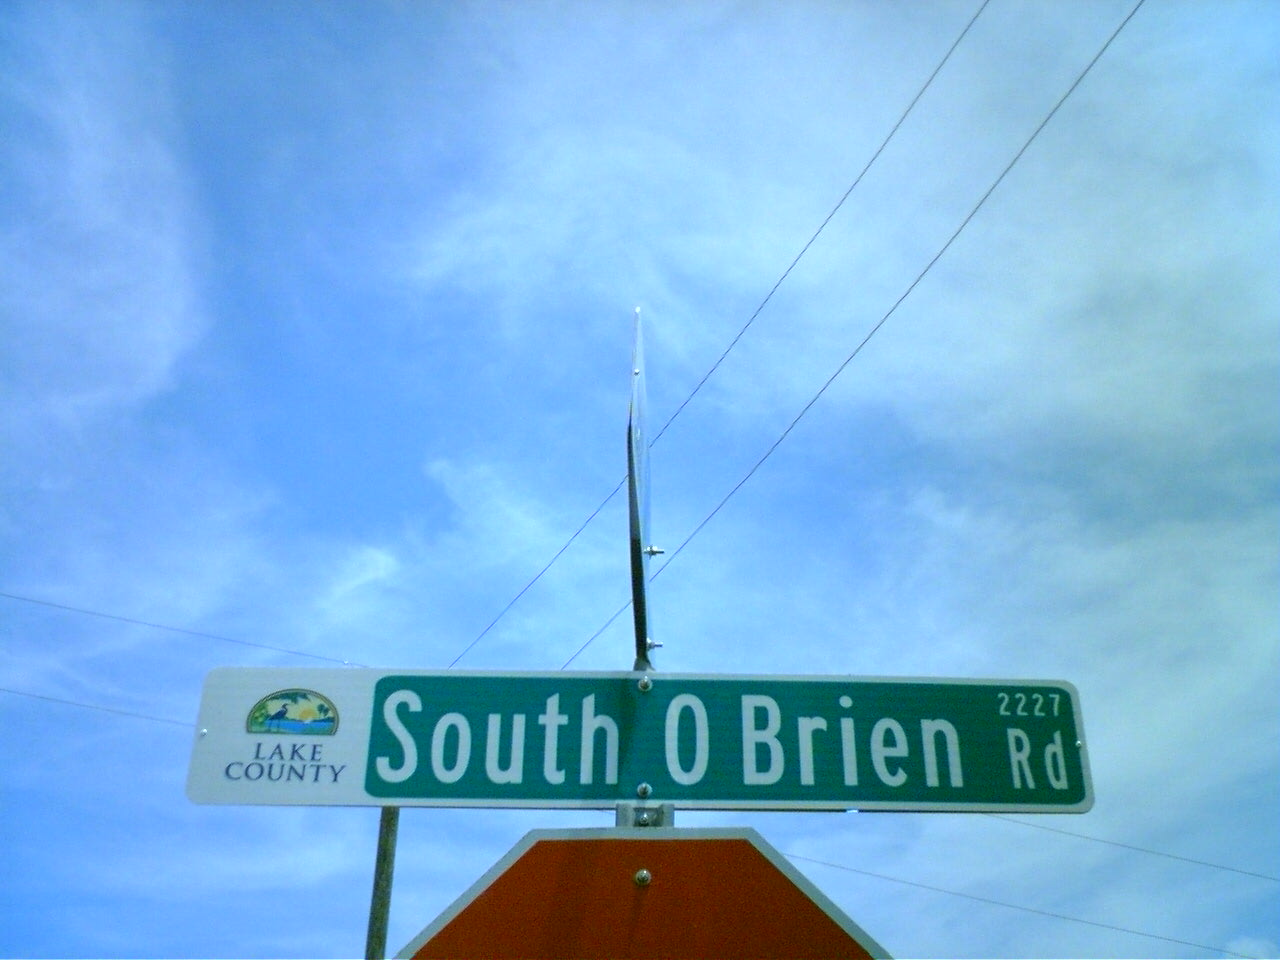 LAKE
COUNTY
South O Brien Rd
2227